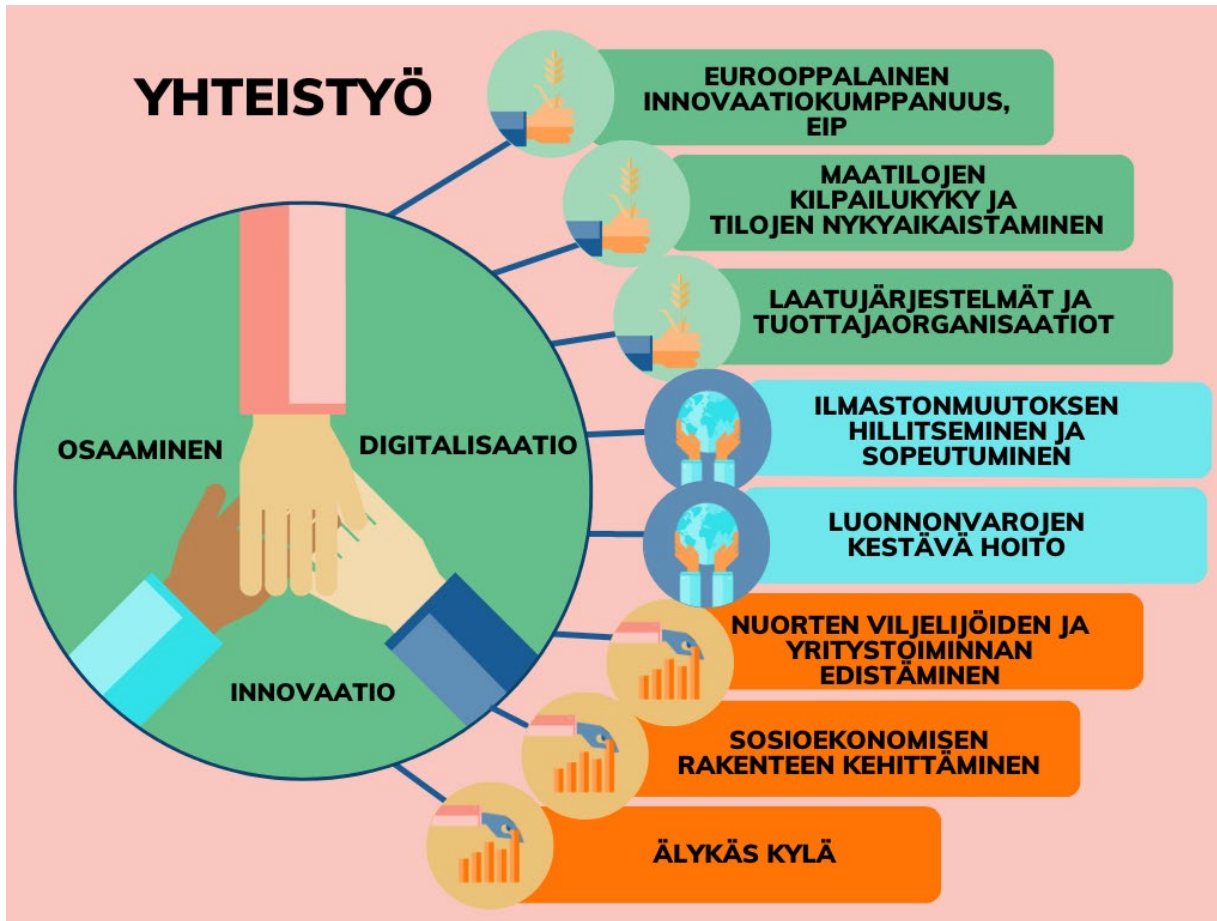 YHTEISTYÖ
EUROOPPALAINEN
INNOVAATIOKUMPPANUUS,
EIP
MAATILOJEN
KILPAILUKYKY JA
TILOJEN NYKYAIKAISTAMINEN
LAATUJÄRJESTELMÄT JA
TUOTTAJAORGANISAATIOT
ILMASTONMUUTOKSEN
HILLITSEMINEN JA
SOPEUTUMINEN
LUONNONVAROJEN
KESTÄVÄ HOITO
NUORTEN VILJELIJÖIDEN JA
YRITYSTOIMINNAN
EDISTÄMINEN
SOSIOEKONOMISEN
RAKENTEEN KEHITTÄMINEN
ÄLYKÄS KYLÄ
OSAAMINEN
DIGITALISAATIO
INNOVAATIO